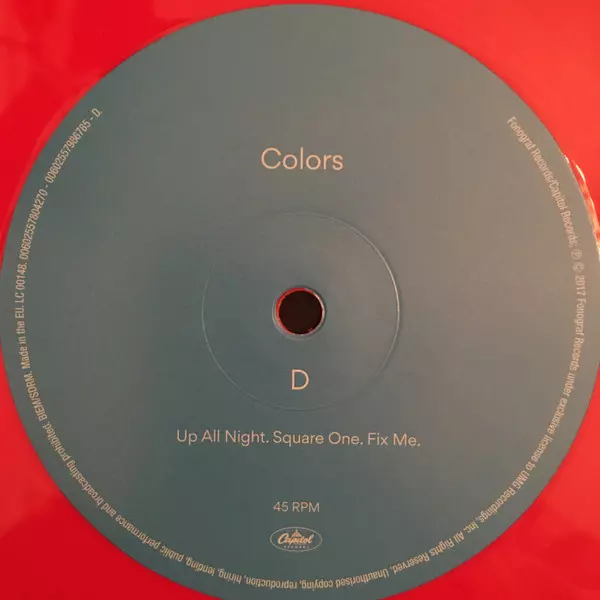 Colors
D
Up All Night. Square One. Fix Me.
45 RPM
Capitol
RECORDS
Fonograf Records/Capitol Records; ℗ © 2017 Fonograf Records under exclusive license to UMG Recordings, Inc. All Rights Reserved. Unauthorised copying, reproduction, hiring, lending, public performance and broadcasting prohibited. BIEM/SDRM. Made in the EU. LC 00148. 00602557804270 - 00602557986785 - D.